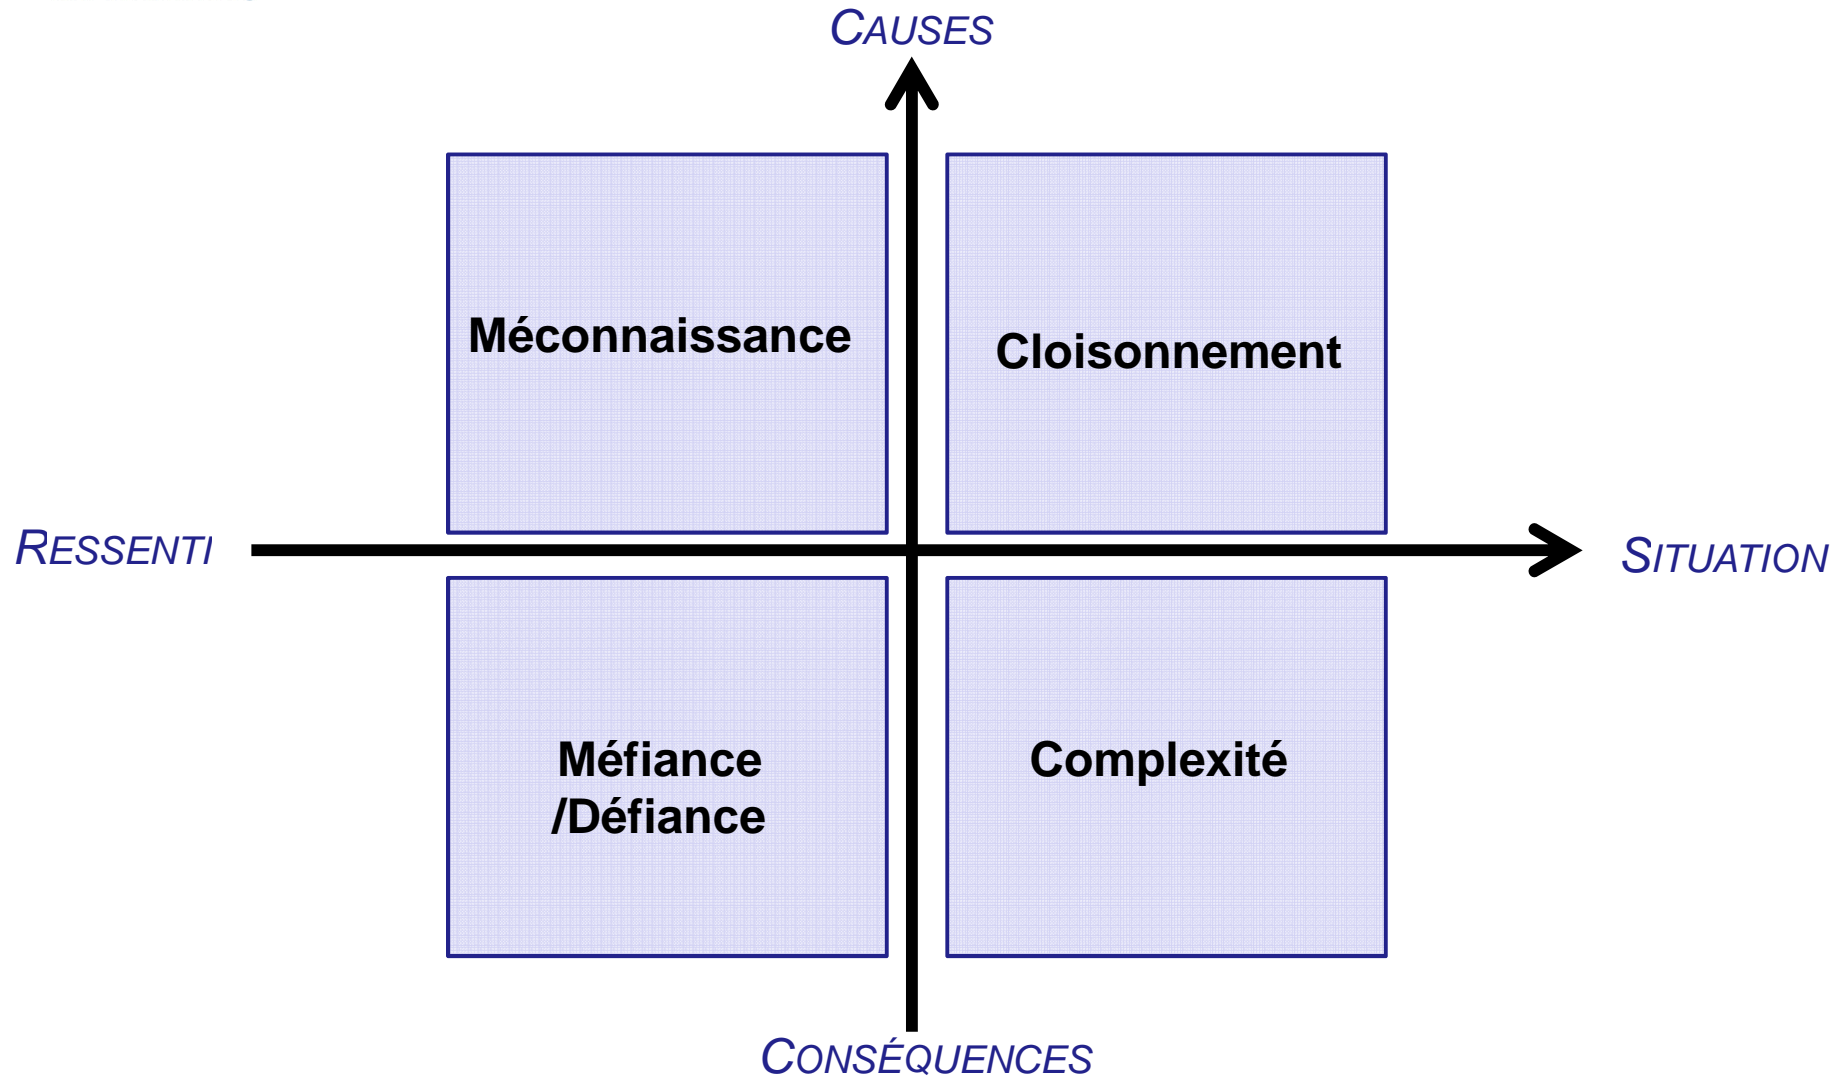 CAUSES
Méconnaissance
Cloisonnement
RESSENTI
SITUATION
Méfiance
/Défiance
Complexité
CONSÉQUENCES